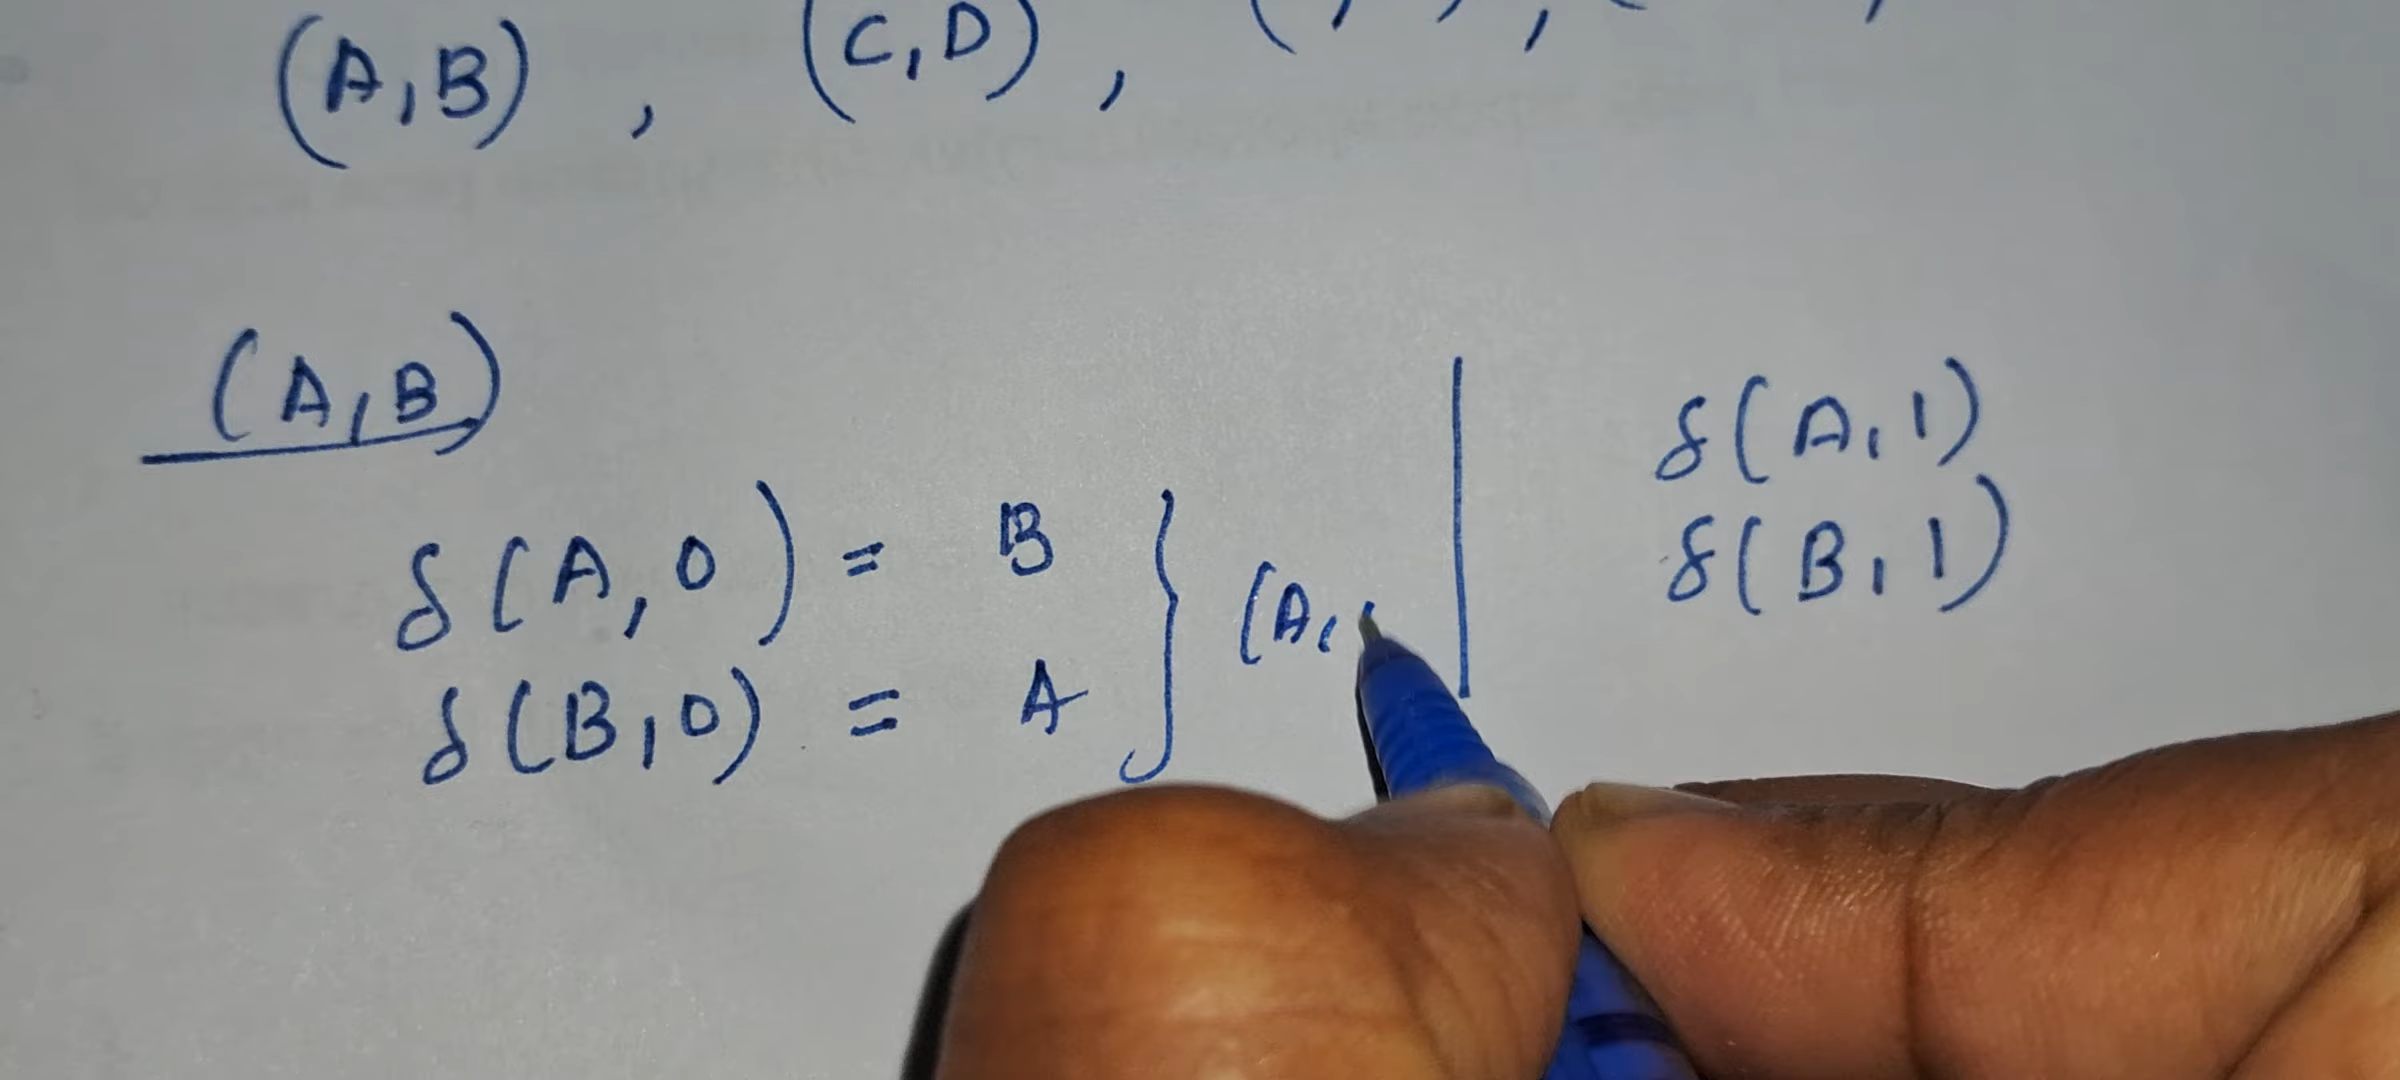 (A,B) , (C,D) ,
(A,B)
δ(A,0) = B
δ(B,0) = A } (A,
δ(A,1)
δ(B,1)